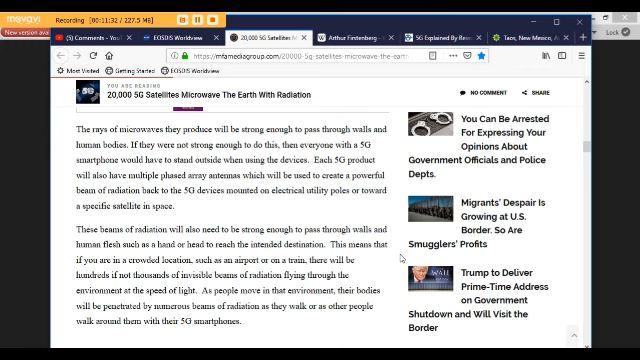 movavi
Recording 00:11:32 / 227.5 MB
New version avai
Lock
(5) Comments - YouT
EOSDIS Worldview
20,000 5G Satellites Microwav
Arthur Firstenberg - W
5G Explained By Rese
Taos, New Mexico, A
https://mfamediagroup.com/20000-5g-satellites-microwave-the-earth-
Most Visited
Getting Started
EOSDIS Worldview
YOU ARE READING
20,000 5G Satellites Microwave The Earth With Radiation
NO COMMENT
SHARE
The rays of microwaves they produce will be strong enough to pass through walls and
human bodies. If they were not strong enough to do this, then everyone with a 5G
smartphone would have to stand outside when using the devices. Each 5G product
will also have multiple phased array antennas which will be used to create a powerful
beam of radiation back to the 5G devices mounted on electrical utility poles or toward
a specific satellite in space.
These beams of radiation will also need to be strong enough to pass through walls and
human flesh such as a hand or head to reach the intended destination. This means that
if you are in a crowded location, such as an airport or on a train, there will be
hundreds if not thousands of invisible beams of radiation flying through the
environment at the speed of light. As people move in that environment, their bodies
will be penetrated by numerous beams of radiation as they walk or as other people
walk around them with their 5G smartphones.
You Can Be Arrested
For Expressing Your
Opinions About
Government Officials and Police
Depts.
Migrants' Despair Is
Growing at U.S.
Border. So Are
Smugglers' Profits
Trump to Deliver
Prime-Time Address
on Government
Shutdown and Will Visit the
Border